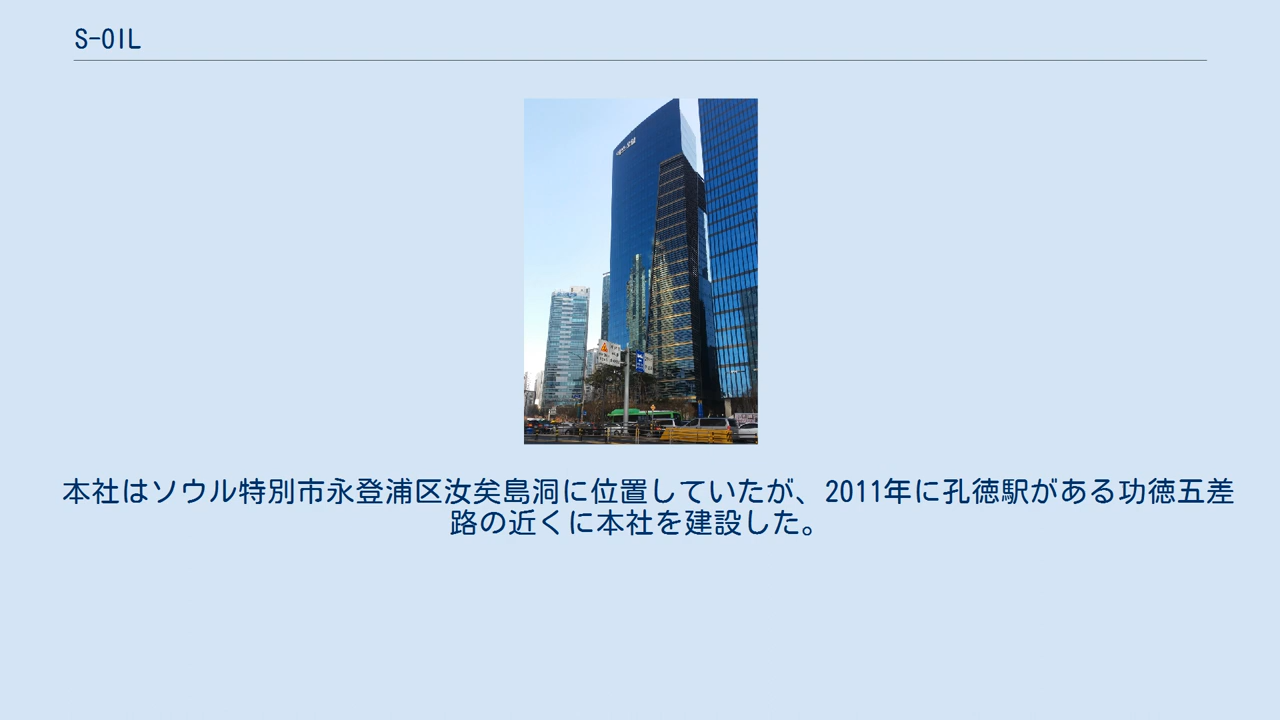 S-OIL
本社はソウル特別市永登浦区汝矣島洞に位置していたが、2011年に孔徳駅がある功徳五差
路の近くに本社を建設した。